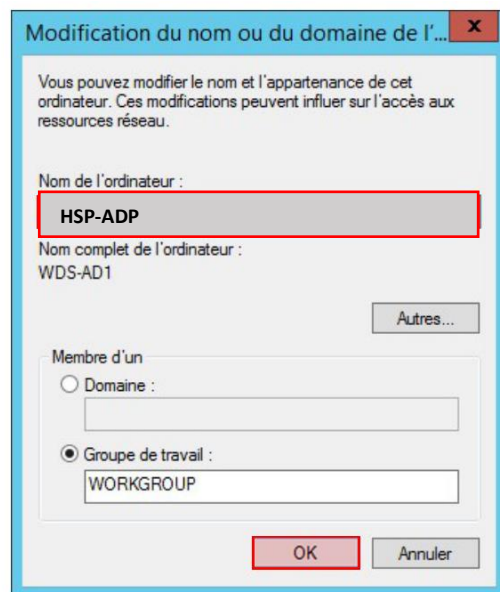 Modification du nom ou du domaine de l'...
x
Vous pouvez modifier le nom et l'appartenance de cet
ordinateur. Ces modifications peuvent influer sur l'accès aux
ressources réseau.
Nom de l'ordinateur :
HSP-ADP
Nom complet de l'ordinateur :
WDS-AD1
Autres...
Membre d'un
Domaine :
Groupe de travail :
WORKGROUP
OK
Annuler